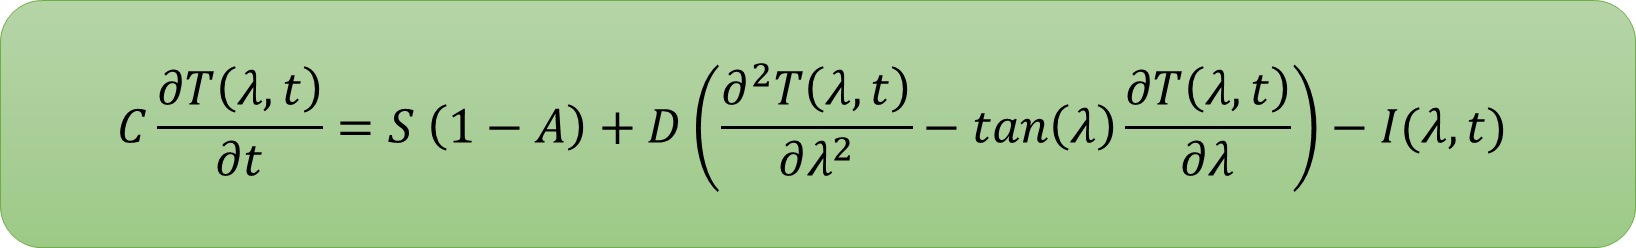 C ∂T(λ, t)/∂t = S (1 − A) + D (∂²T(λ, t)/∂λ² − tan(λ) ∂T(λ, t)/∂λ) − I(λ, t)